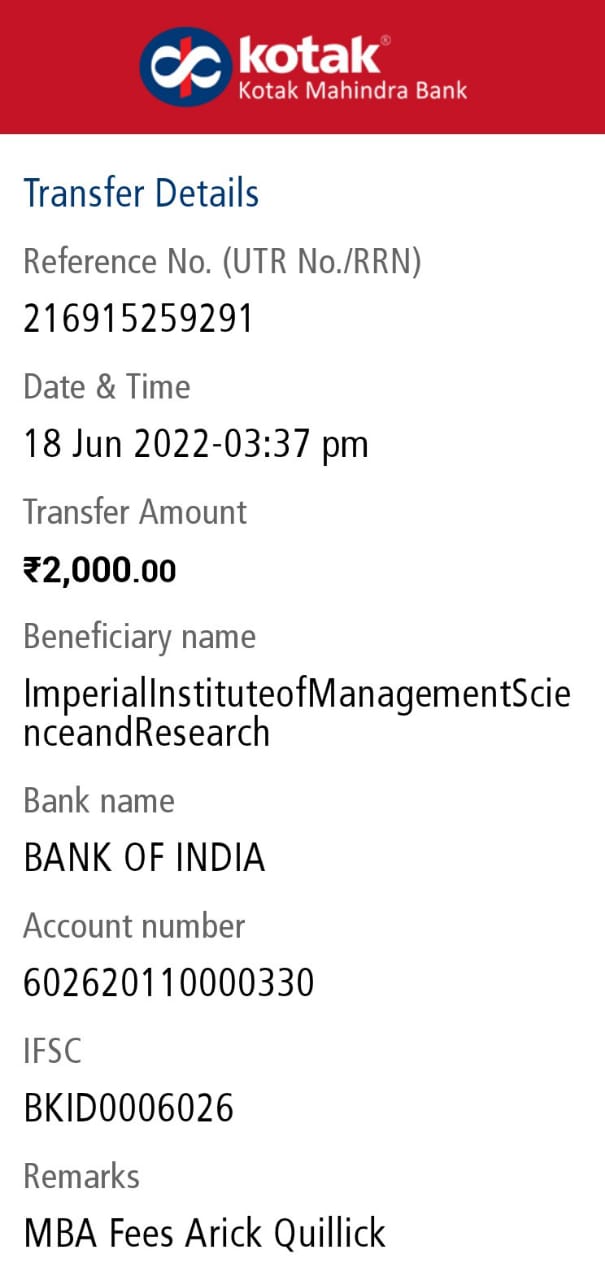 kotak®
Kotak Mahindra Bank
Transfer Details
Reference No. (UTR No./RRN)
216915259291
Date & Time
18 Jun 2022-03:37 pm
Transfer Amount
₹2,000.00
Beneficiary name
ImperialInstituteofManagementScie
nceandResearch
Bank name
BANK OF INDIA
Account number
602620110000330
IFSC
BKID0006026
Remarks
MBA Fees Arick Quillick